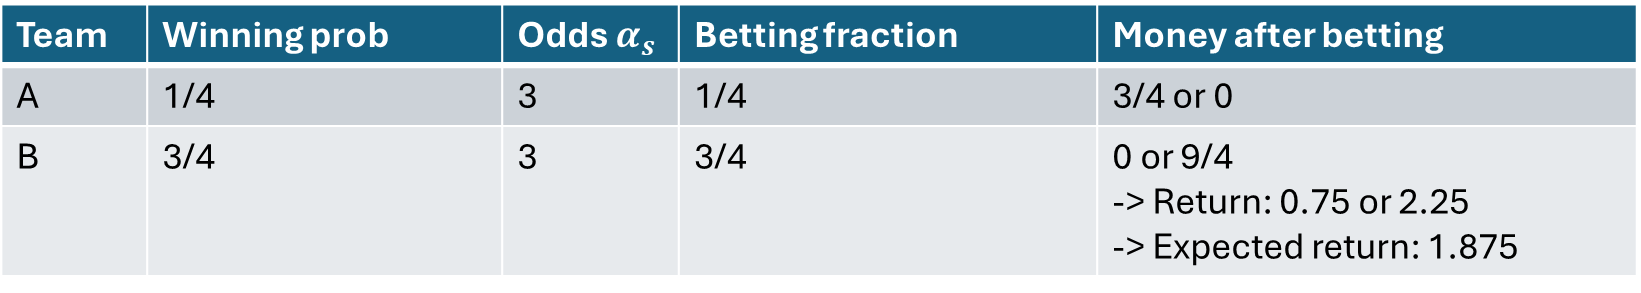 Team Winning prob Odds αₛ Betting fraction Money after betting
A 1/4 3 1/4 3/4 or 0
B 3/4 3 3/4 0 or 9/4
-> Return: 0.75 or 2.25
-> Expected return: 1.875